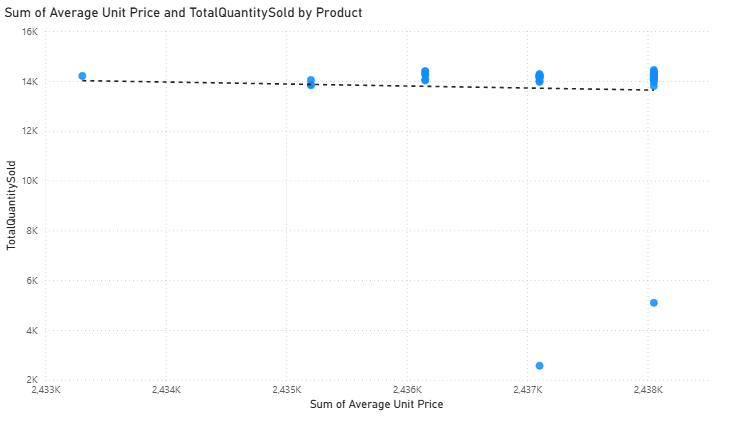 Sum of Average Unit Price and TotalQuantitySold by Product
16K
14K
12K
10K
8K
6K
4K
2K
TotalQuantitySold
2,433K 2,434K 2,435K 2,436K 2,437K 2,438K
Sum of Average Unit Price